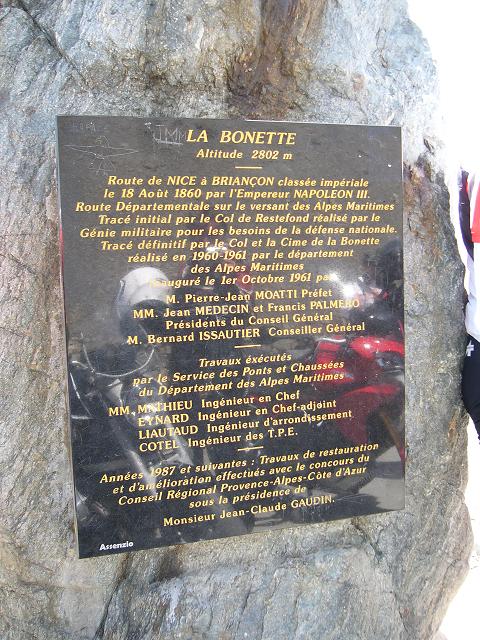 LA BONETTE
Altitude 2802 m
Route de NICE à BRIANÇON classée impériale
le 18 Août 1860 par l'Empereur NAPOLEON III.
Route Départementale sur le versant des Alpes Maritimes
Tracé initial par le Col de Restefond réalisé par le
Génie militaire pour les besoins de la défense nationale.
Tracé définitif par le Col et la Cime de la Bonette
réalisé en 1960-1961 par le département
des Alpes Maritimes
inauguré le 1er Octobre 1961 par
M. Pierre-Jean MOATTI Préfet
MM. Jean MEDECIN et Francis PALMERO
Présidents du Conseil Général
M. Bernard ISSAUTIER Conseiller Général
Travaux éxécutés
par le Service des Ponts et Chaussées
du Département des Alpes Maritimes
MM. MATHIEU Ingénieur en Chef
EYNARD Ingénieur en Chef-adjoint
LIAUTAUD Ingénieur d'arrondissement
COTEL Ingénieur des T.P.E.
Années 1987 et suivantes : Travaux de restauration
et d'amélioration effectués avec le concours du
Conseil Régional Provence-Alpes-Côte d'Azur
sous la présidence de
Monsieur Jean-Claude GAUDIN.
Assenzio